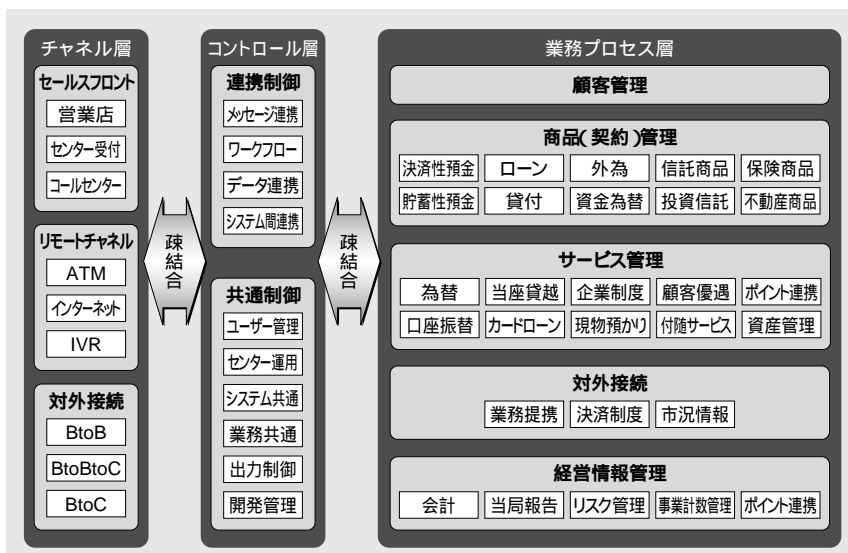 チャネル層
セールスフロント
営業店
センター受付
コールセンター
リモートチャネル
ATM
インターネット
IVR
対外接続
BtoB
BtoBtoC
BtoC
疎結合
コントロール層
連携制御
メッセージ連携
ワークフロー
データ連携
システム間連携
共通制御
ユーザー管理
センター運用
システム共通
業務共通
出力制御
開発管理
疎結合
業務プロセス層
顧客管理
商品(契約)管理
決済性預金 ローン 外為 信託商品 保険商品
貯蓄性預金 貸付 資金為替 投資信託 不動産商品
サービス管理
為替 当座貸越 企業制度 顧客優遇 ポイント連携
口座振替 カードローン 現物預かり 付随サービス 資産管理
対外接続
業務提携 決済制度 市況情報
経営情報管理
会計 当局報告 リスク管理 事業計数管理 ポイント連携